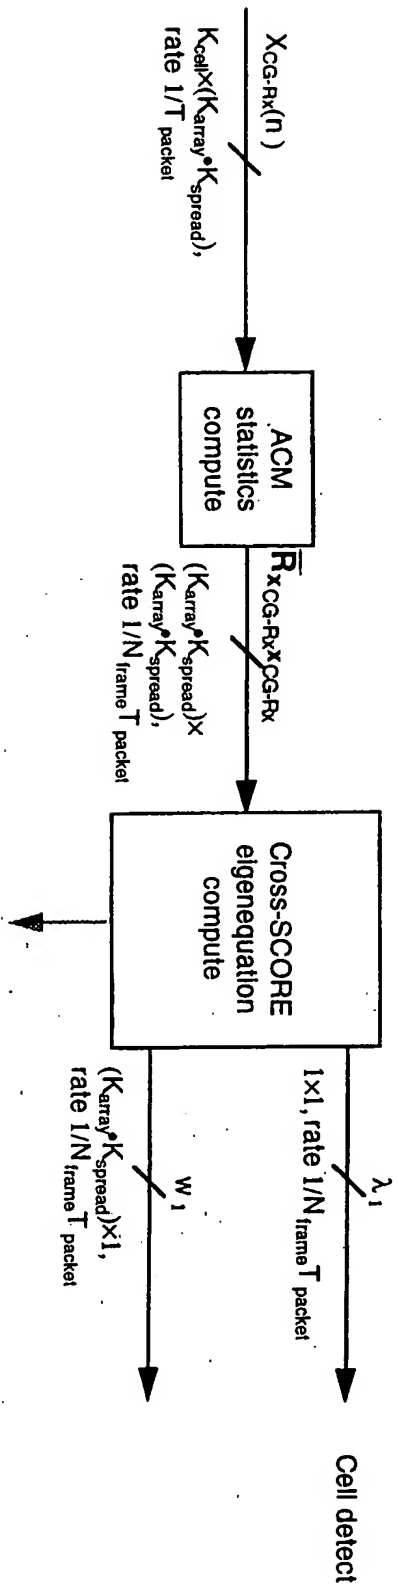 X_CG-Rx(n)
K_cell×(K_array•K_spread),
rate 1/T_packet
ACM
statistics
compute
R̅_xCG-RxxCG-Rx
(K_array•K_spread)×
(K_array•K_spread),
rate 1/N_frame T_packet
Cross-SCORE
eigenequation
compute
λ_1
1×1, rate 1/N_frame T_packet
Cell detect
w_1
(K_array•K_spread)×1,
rate 1/N_frame T_packet